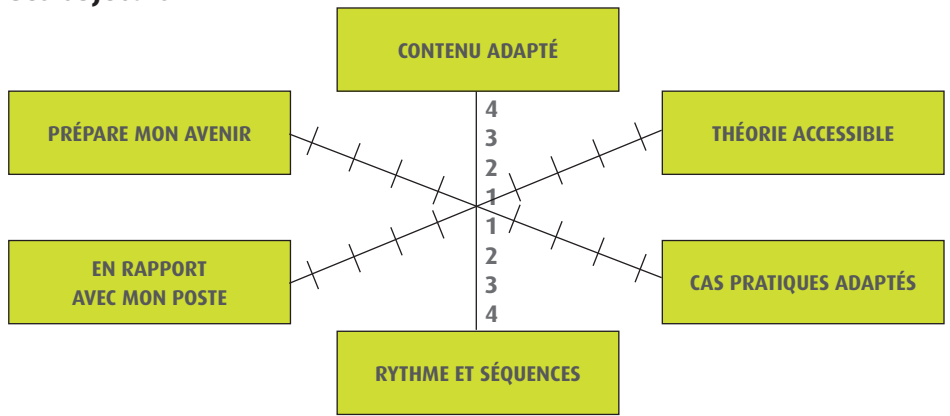 CONTENU ADAPTÉ
PRÉPARE MON AVENIR
THÉORIE ACCESSIBLE
4
3
2
1
1
2
3
4
EN RAPPORT
AVEC MON POSTE
CAS PRATIQUES ADAPTÉS
RYTHME ET SÉQUENCES